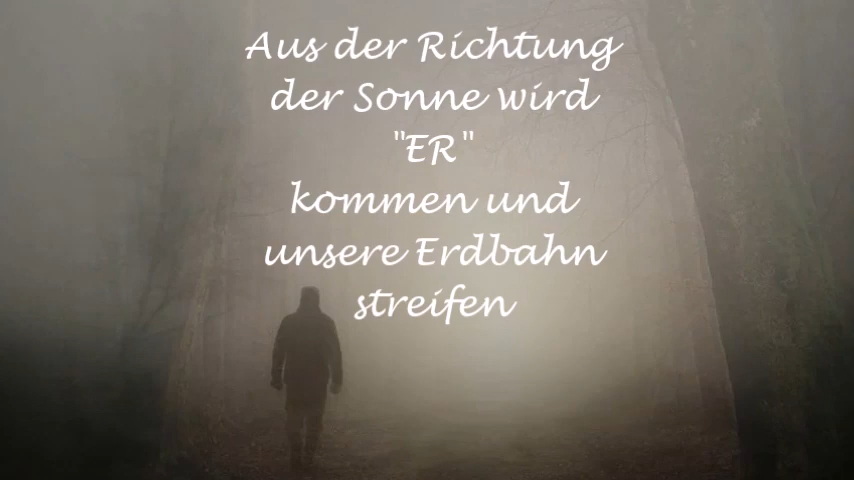 Aus der Richtung
der Sonne wird
"ER"
kommen und
unsere Erdbahn
streifen